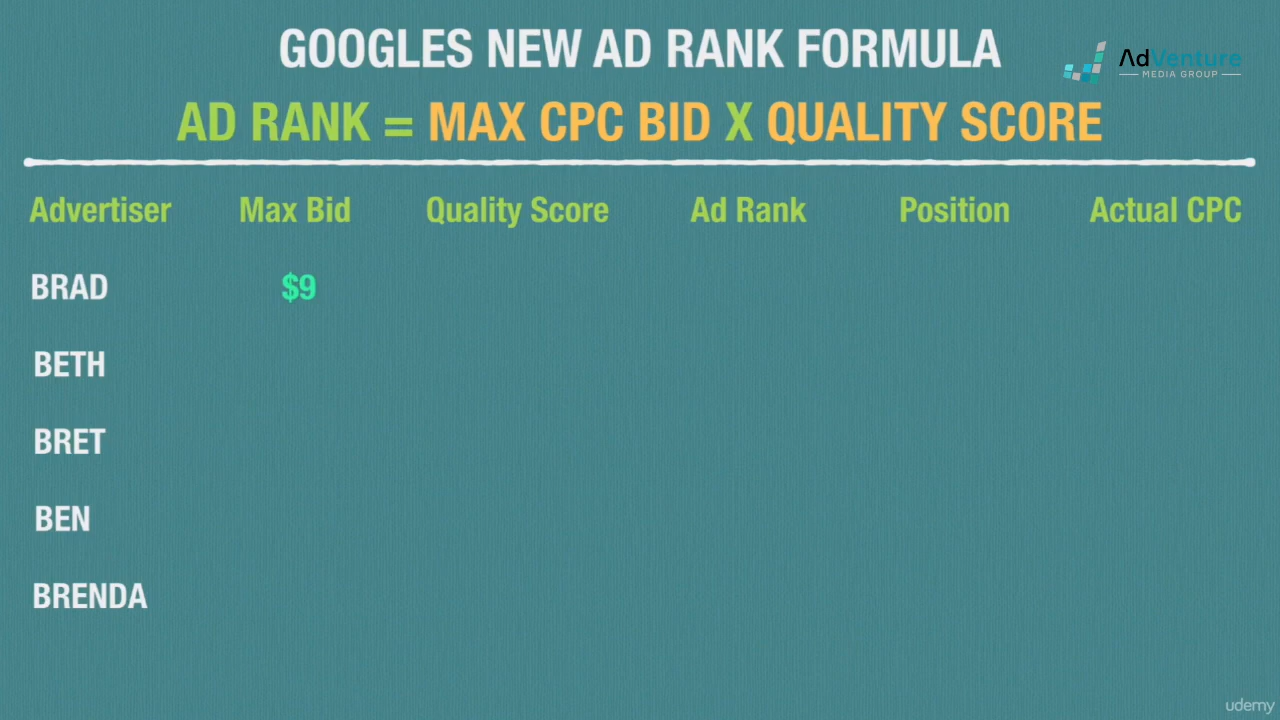 GOOGLES NEW AD RANK FORMULA
AdVenture
MEDIA GROUP
AD RANK = MAX CPC BID X QUALITY SCORE
Advertiser Max Bid Quality Score Ad Rank Position Actual CPC
BRAD $9
BETH
BRET
BEN
BRENDA
udemy